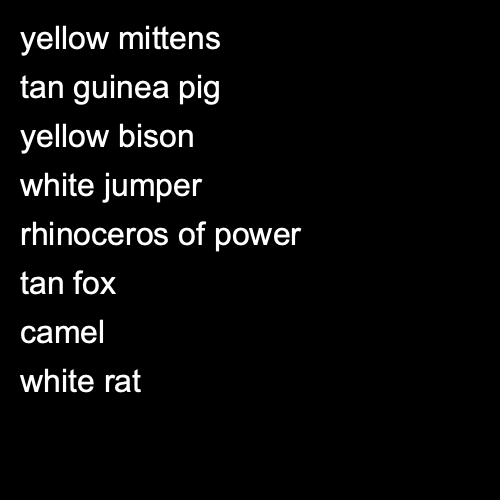 yellow mittens
tan guinea pig
yellow bison
white jumper
rhinoceros of power
tan fox
camel
white rat